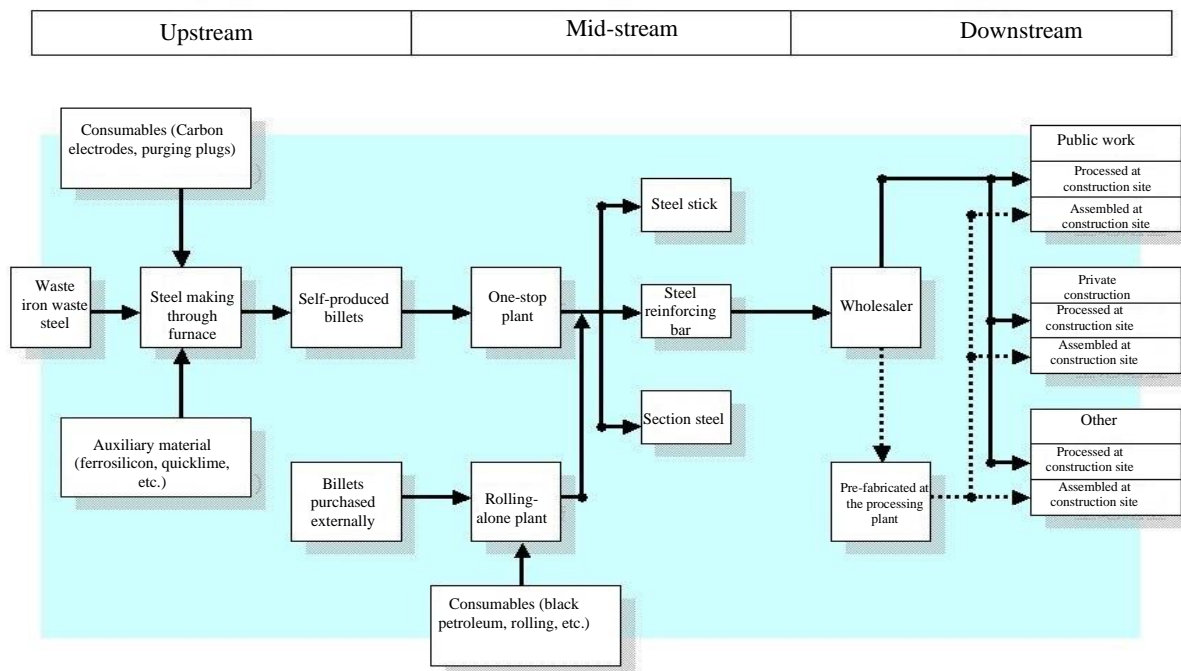 Upstream
Mid-stream
Downstream
Consumables (Carbon
electrodes, purging plugs)
Public work
Processed at
construction site
Assembled at
construction site
Steel stick
Waste
iron waste
steel
Steel making
through
furnace
Self-produced
billets
One-stop
plant
Steel
reinforcing
bar
Wholesaler
Private
construction
Processed at
construction site
Assembled at
construction site
Section steel
Auxiliary material
(ferrosilicon, quicklime,
etc.)
Other
Processed at
construction site
Assembled at
construction site
Billets
purchased
externally
Rolling-
alone plant
Pre-fabricated at
the processing
plant
Consumables (black
petroleum, rolling, etc.)